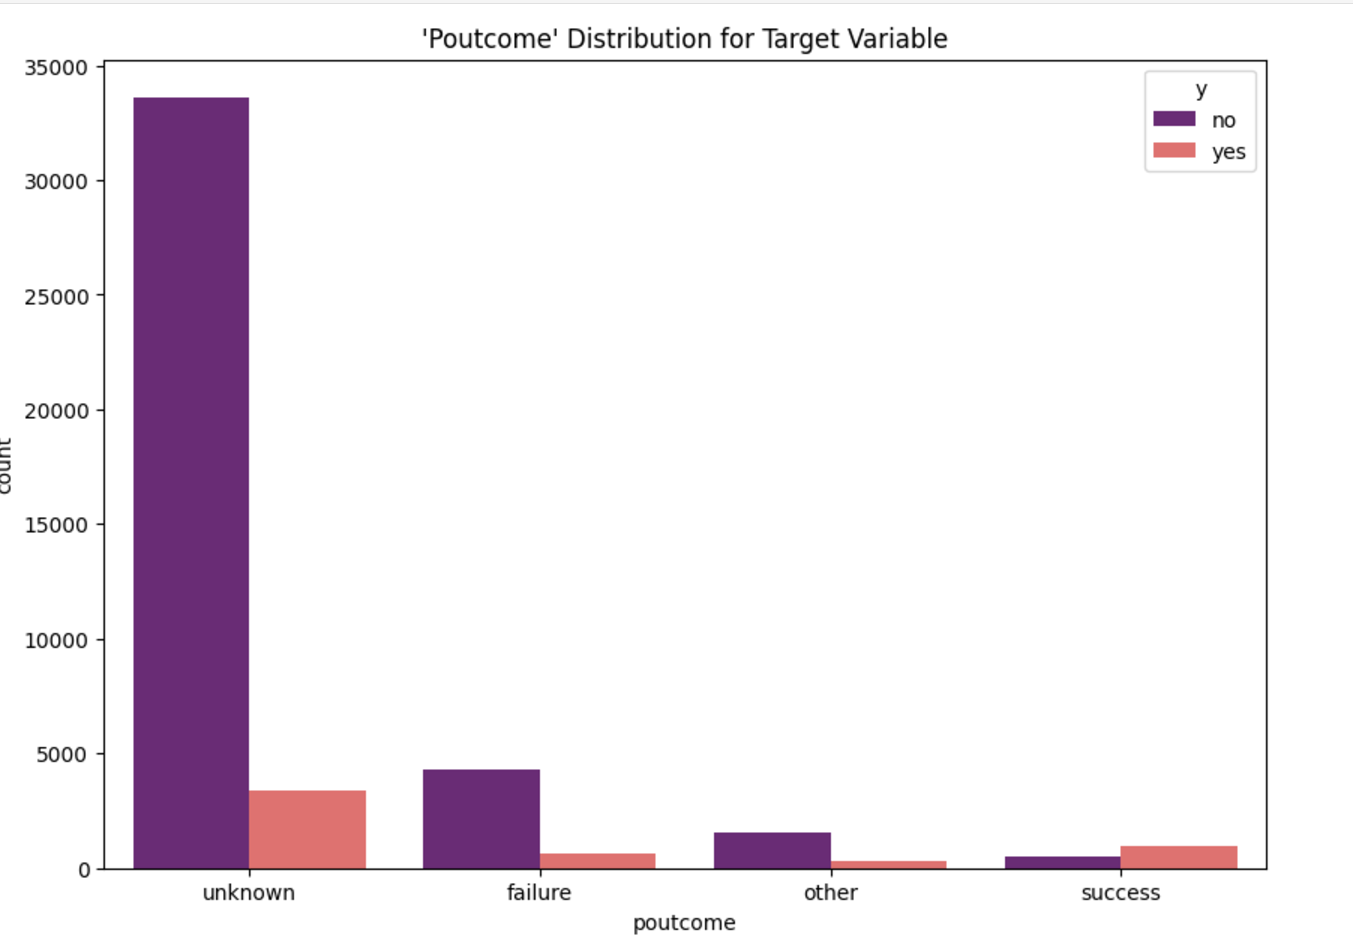 'Poutcome' Distribution for Target Variable
y
no
yes
35000
30000
25000
20000
15000
10000
5000
0
count
unknown failure other success
poutcome